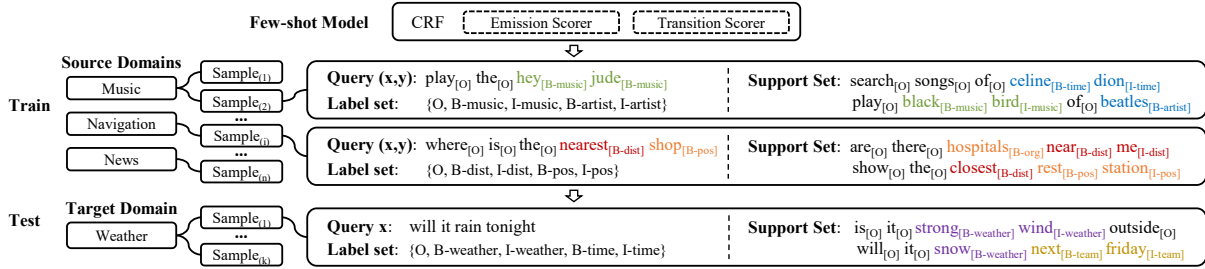 Few-shot Model
CRF Emission Scorer Transition Scorer
Source Domains
Train
Music
Navigation
News
Sample(1)
Sample(2)
...
Sample(i)
...
Sample(n)
Query (x,y): play[O] the[O] hey[B-music] jude[B-music]
Label set: {O, B-music, I-music, B-artist, I-artist}
Support Set: search[O] songs[O] of[O] celine[B-time] dion[I-time]
play[O] black[B-music] bird[I-music] of[O] beatles[B-artist]
Query (x,y): where[O] is[O] the[O] nearest[B-dist] shop[B-pos]
Label set: {O, B-dist, I-dist, B-pos, I-pos}
Support Set: are[O] there[O] hospitals[B-org] near[B-dist] me[I-dist]
show[O] the[O] closest[B-dist] rest[B-pos] station[I-pos]
Test
Target Domain
Weather
Sample(1)
...
Sample(k)
Query x: will it rain tonight
Label set: {O, B-weather, I-weather, B-time, I-time}
Support Set: is[O] it[O] strong[B-weather] wind[I-weather] outside[O]
will[O] it[O] snow[B-weather] next[B-team] friday[I-team]